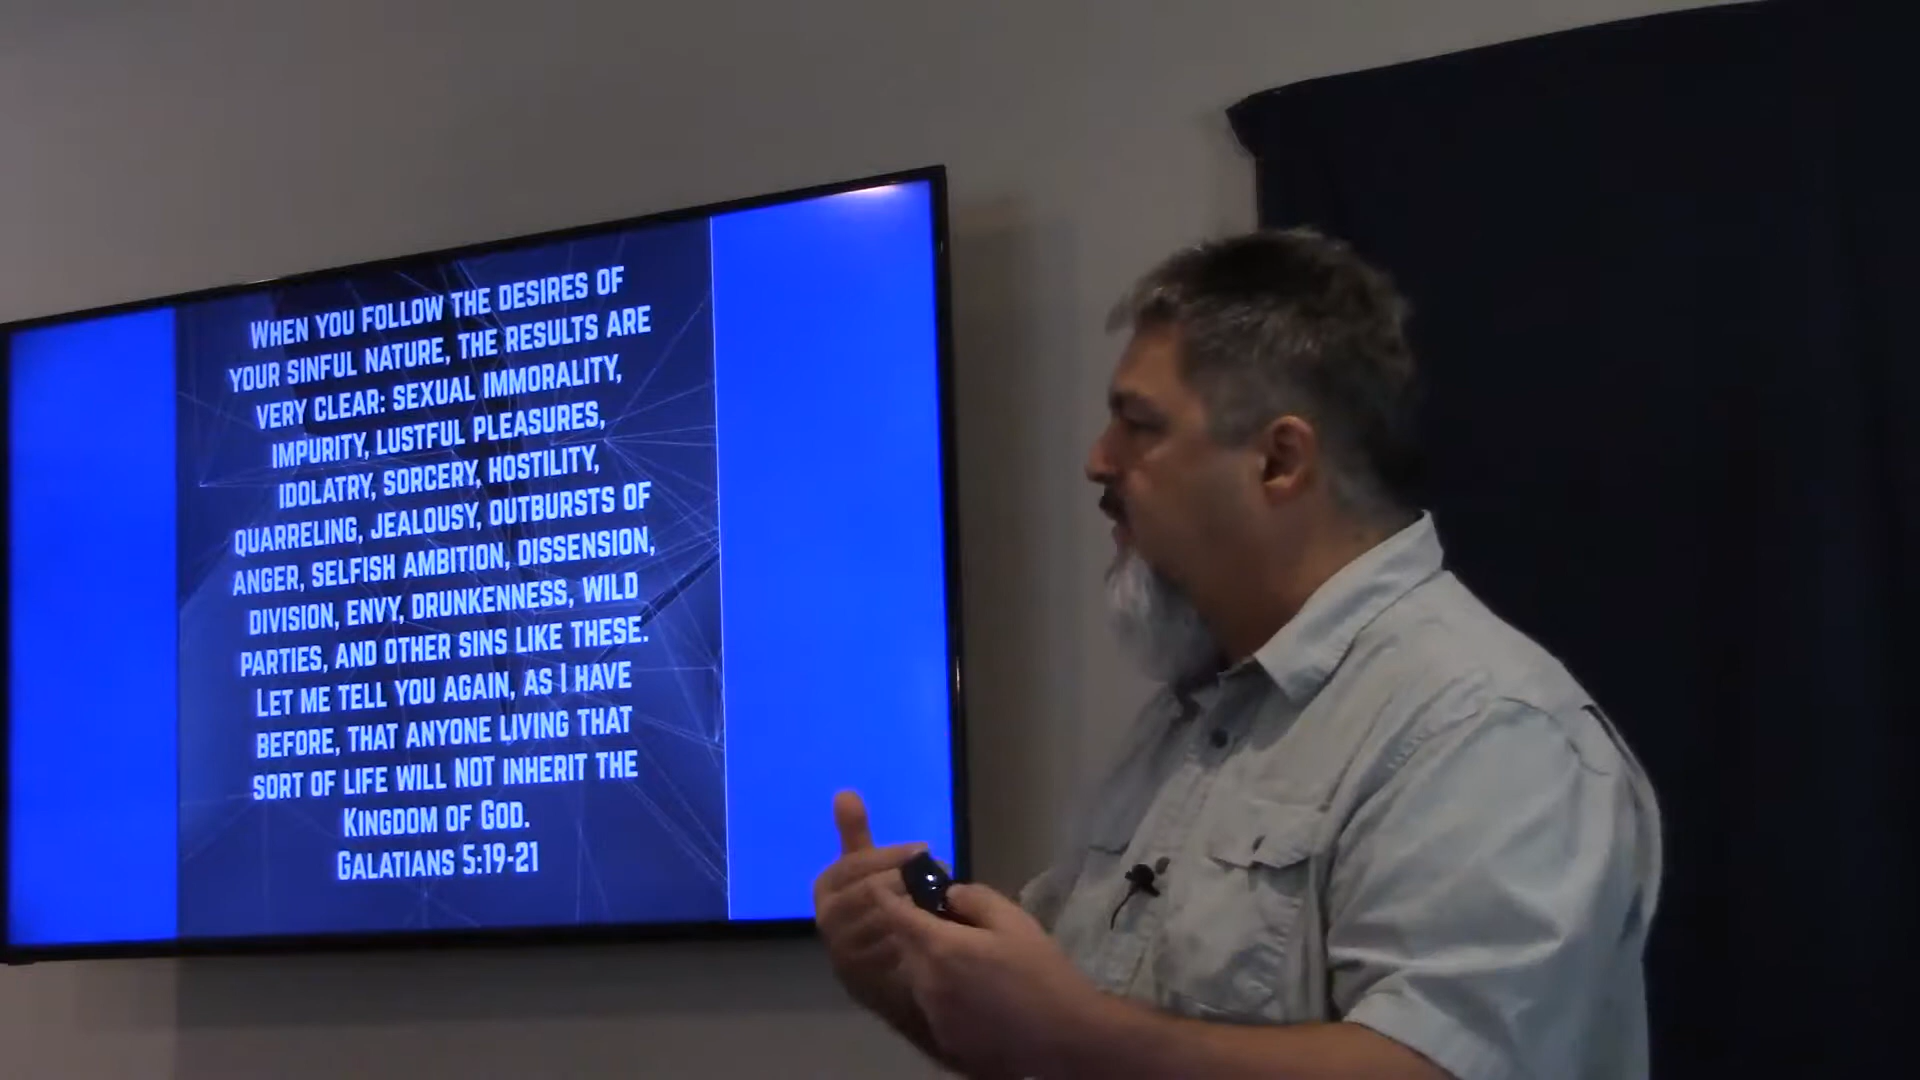 When you follow the desires of
your sinful nature, the results are
very clear: sexual immorality,
impurity, lustful pleasures,
idolatry, sorcery, hostility,
quarreling, jealousy, outbursts of
anger, selfish ambition, dissension,
division, envy, drunkenness, wild
parties, and other sins like these.
Let me tell you again, as I have
before, that anyone living that
sort of life will NOT inherit the
Kingdom of God.
Galatians 5:19-21